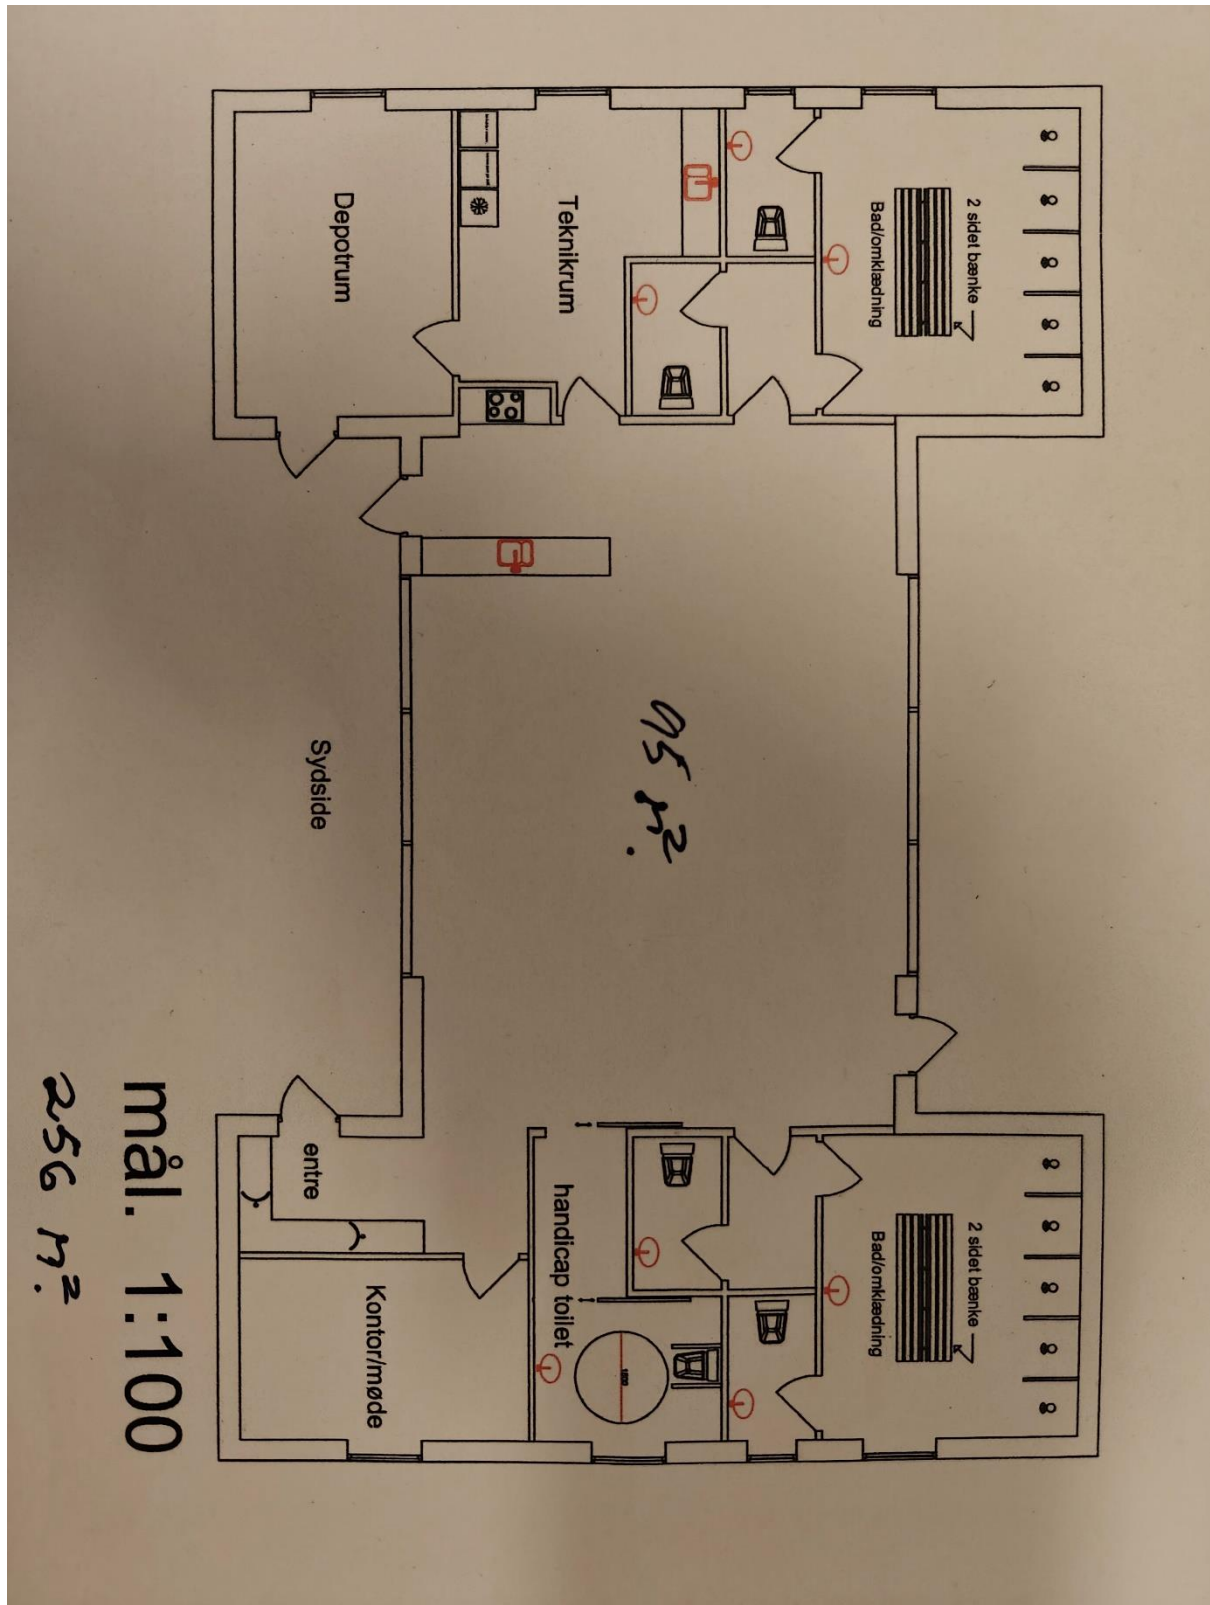 2 sidet bænke
Bad/omklædning
2 sidet bænke
Bad/omklædning
95 m².
Teknikrum
handicap toilet
Depotrum
Kontor/møde
entre
Sydside
mål. 1:100
256 m².